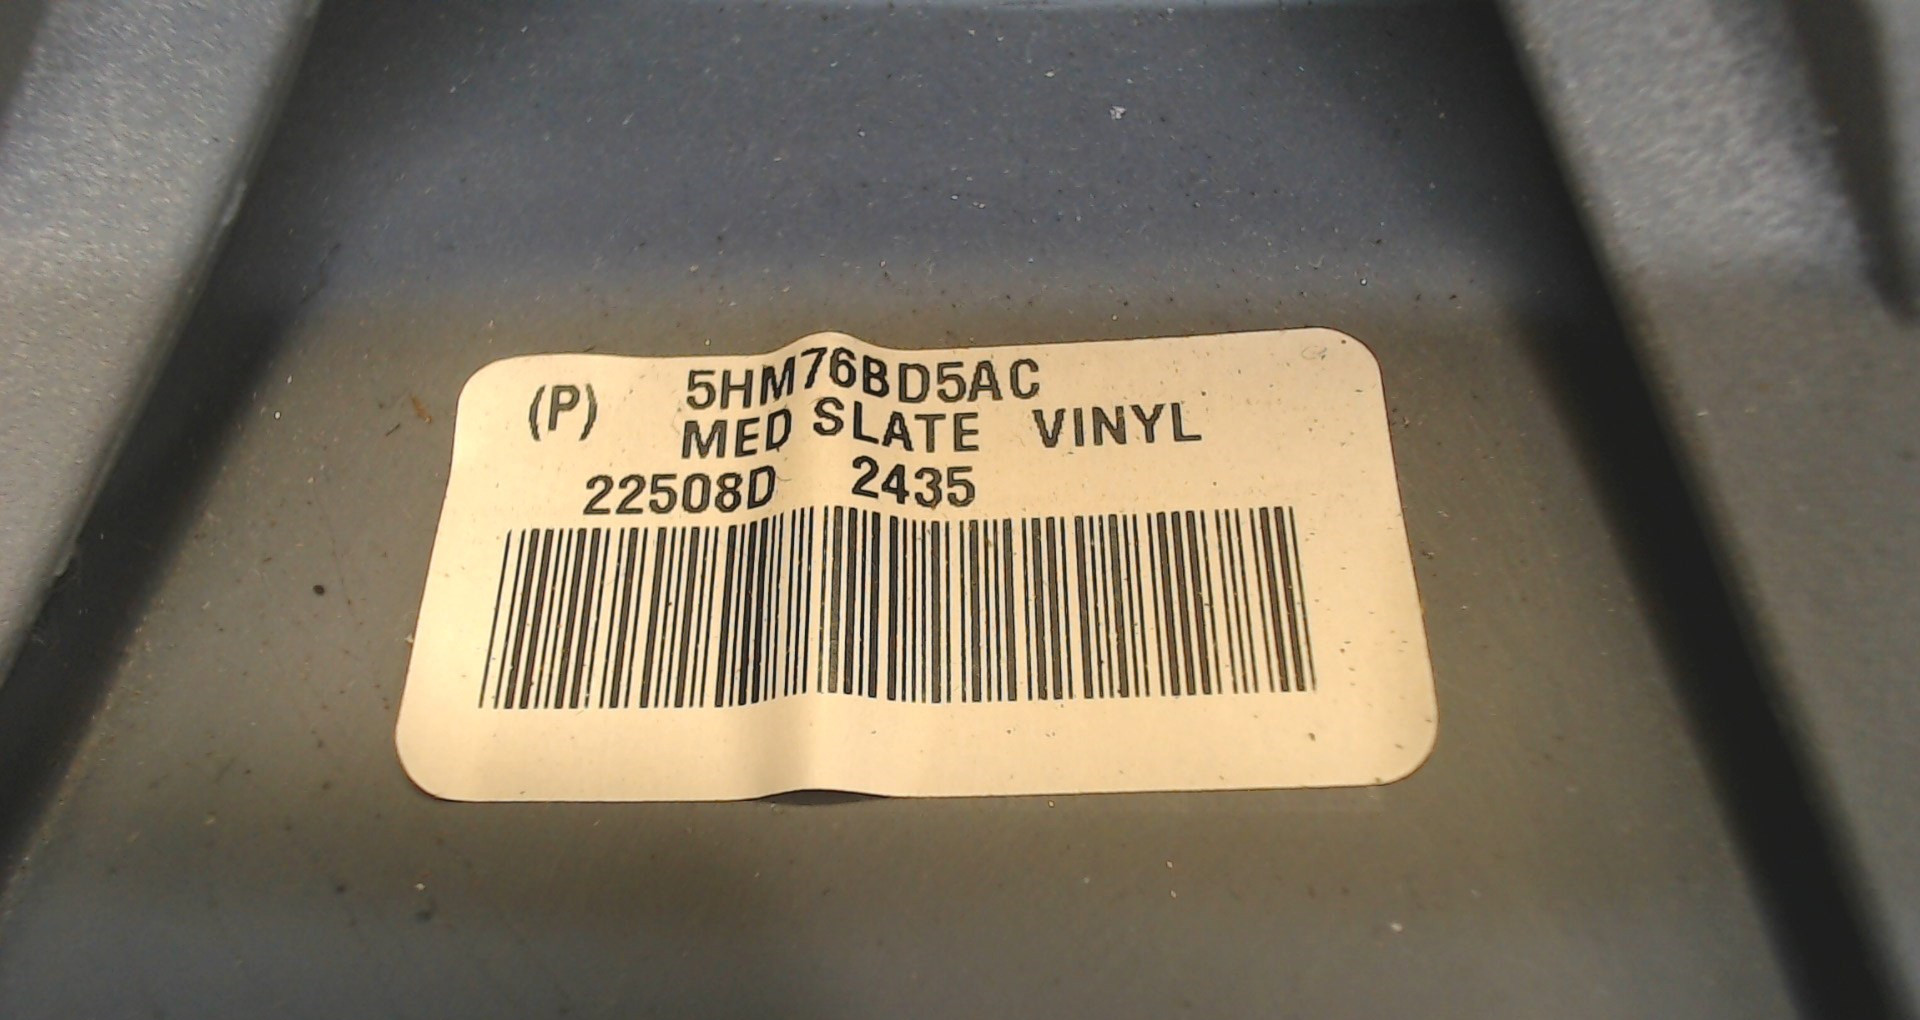 (P) 5HM76BD5AC
MED SLATE VINYL
22508D 2435